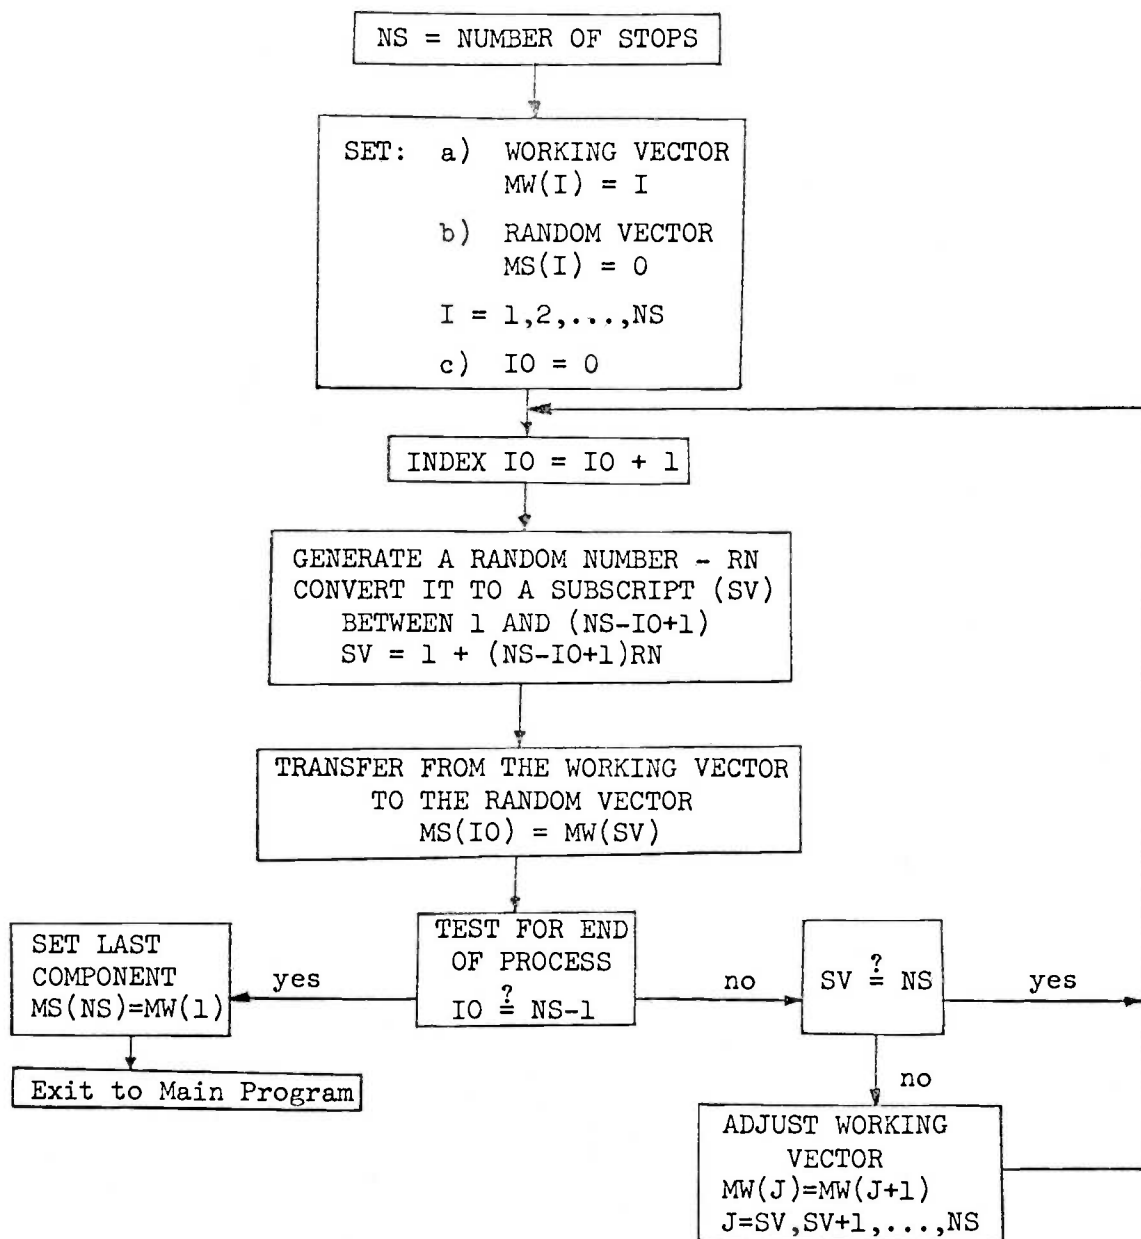 NS = NUMBER OF STOPS
SET: a) WORKING VECTOR
MW(I) = I
b) RANDOM VECTOR
MS(I) = 0
I = 1,2,...,NS
c) IO = 0
INDEX IO = IO + 1
GENERATE A RANDOM NUMBER - RN
CONVERT IT TO A SUBSCRIPT (SV)
BETWEEN 1 AND (NS-IO+1)
SV = 1 + (NS-IO+1)RN
TRANSFER FROM THE WORKING VECTOR
TO THE RANDOM VECTOR
MS(IO) = MW(SV)
TEST FOR END
OF PROCESS
IO ≟ NS-1
yes
SET LAST
COMPONENT
MS(NS)=MW(1)
Exit to Main Program
no
SV ≟ NS
yes
no
ADJUST WORKING
VECTOR
MW(J)=MW(J+1)
J=SV,SV+1,...,NS